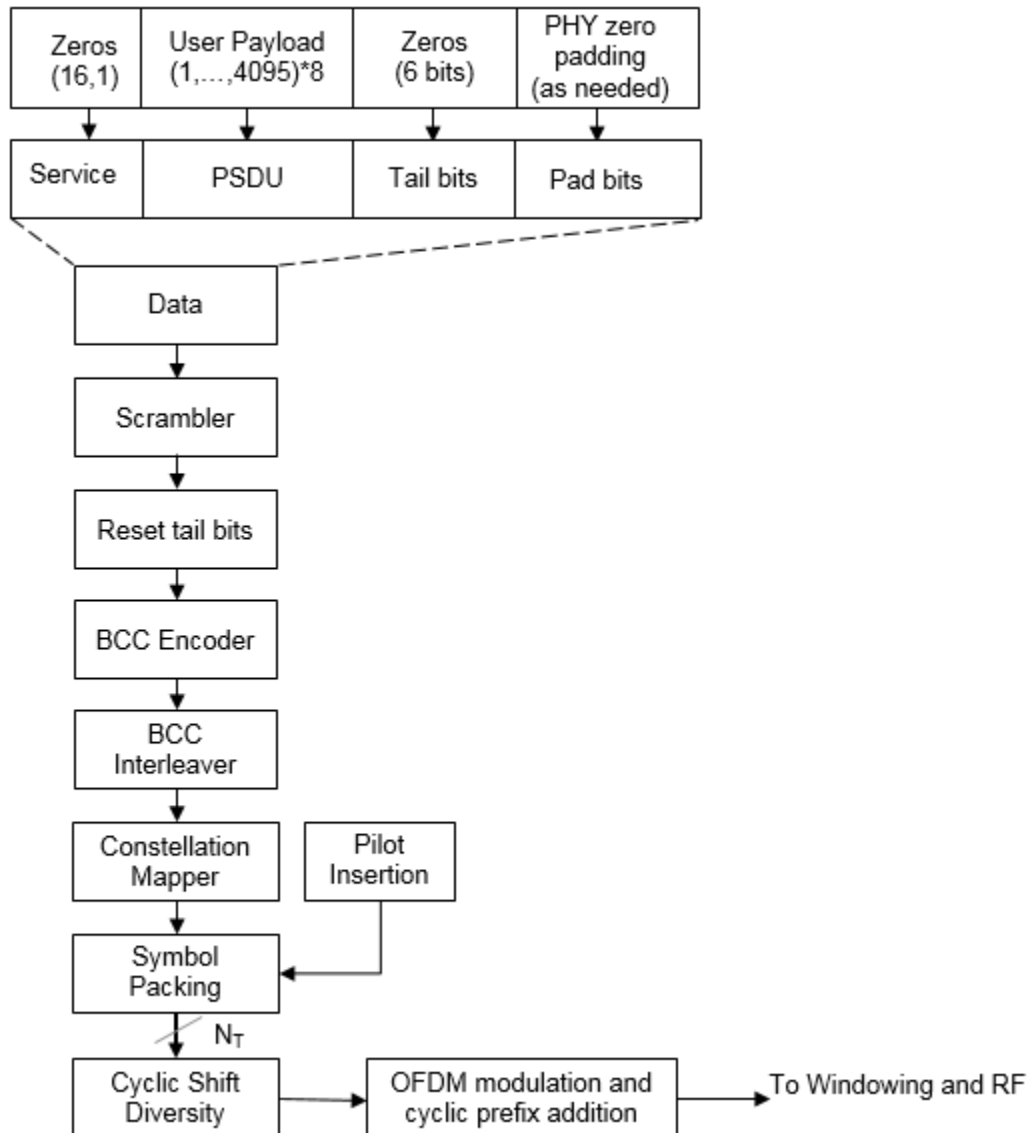 Zeros
(16,1)
User Payload
(1,...,4095)*8
Zeros
(6 bits)
PHY zero
padding
(as needed)
Service
PSDU
Tail bits
Pad bits
Data
Scrambler
Reset tail bits
BCC Encoder
BCC
Interleaver
Constellation
Mapper
Pilot
Insertion
Symbol
Packing
N_T
Cyclic Shift
Diversity
OFDM modulation and
cyclic prefix addition
To Windowing and RF